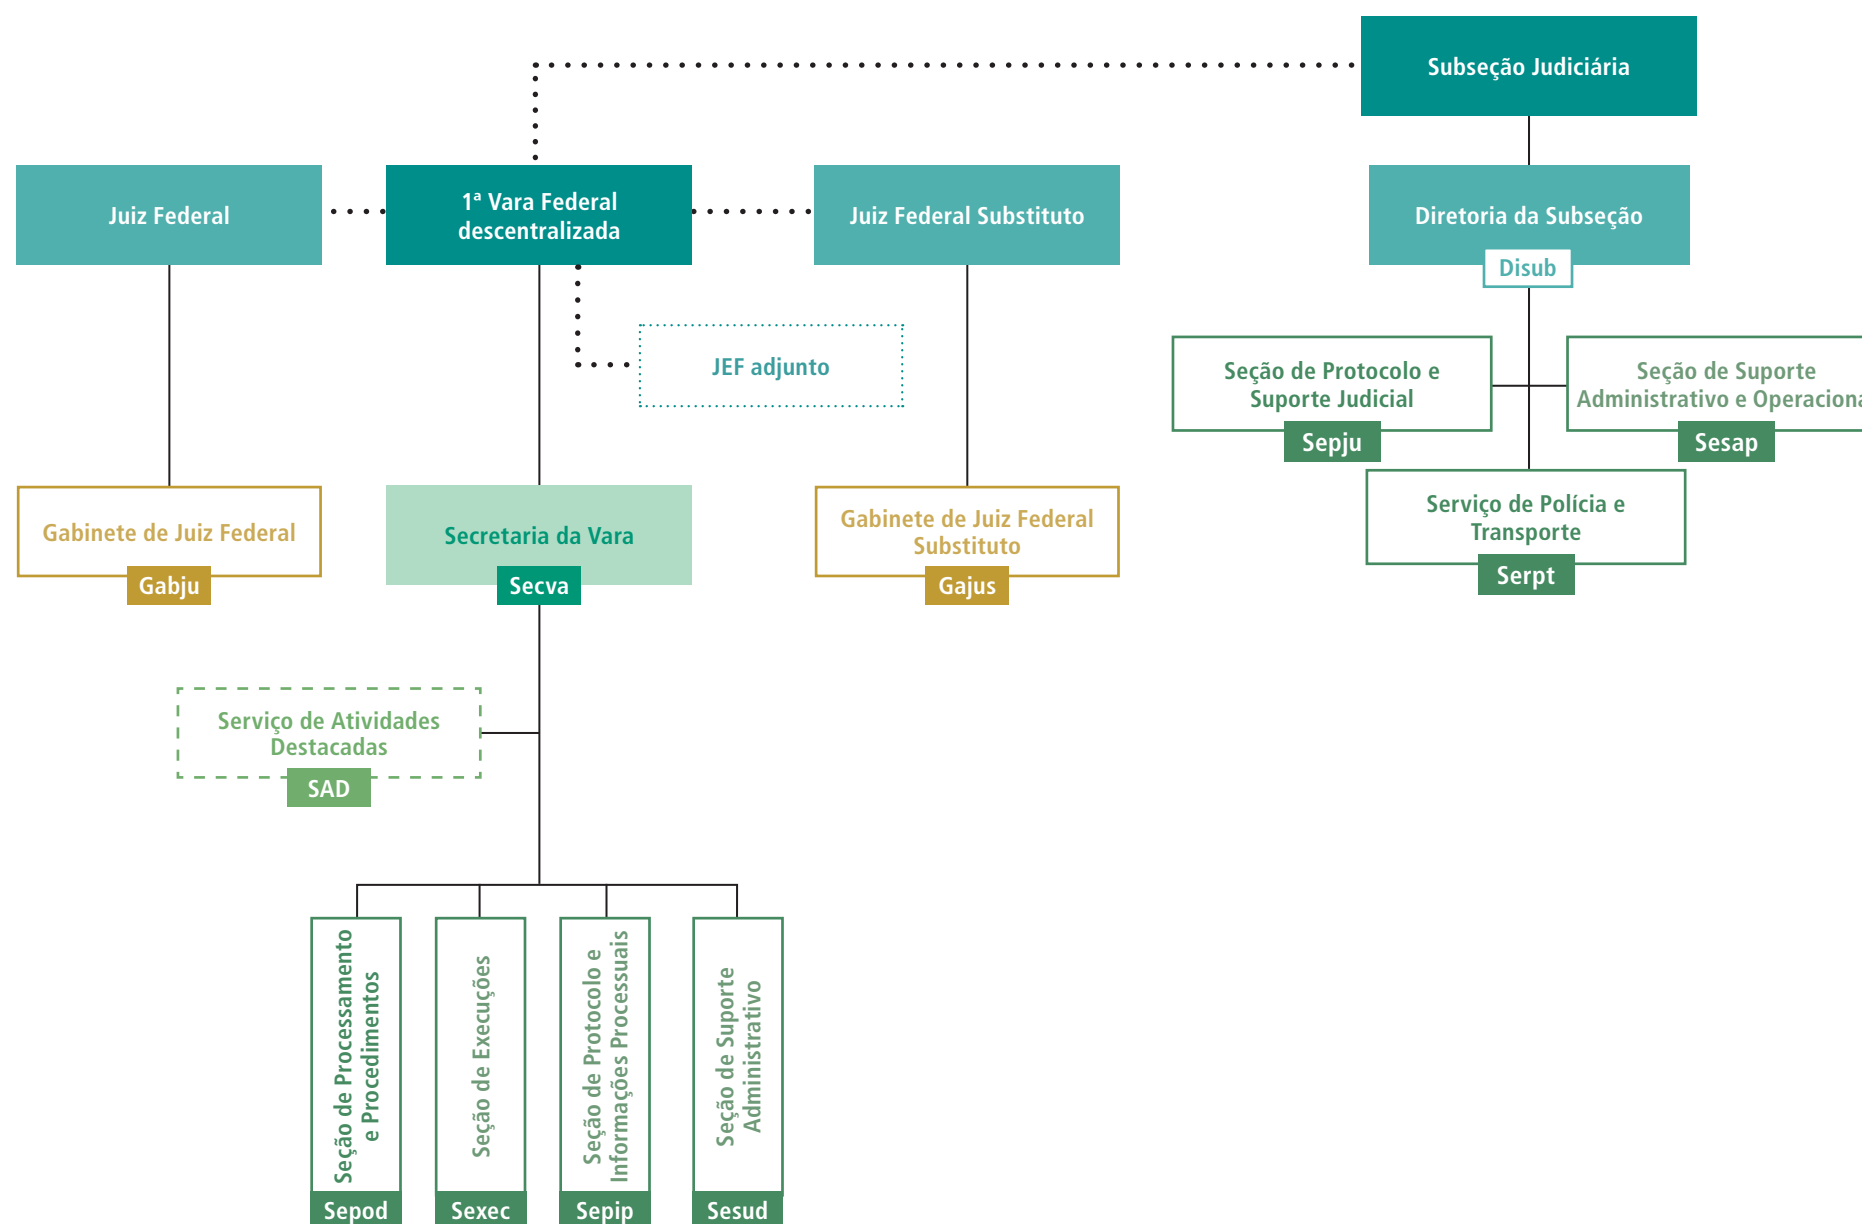 Subseção Judiciária
Juiz Federal
1ª Vara Federal
descentralizada
Juiz Federal Substituto
Diretoria da Subseção
Disub
JEF adjunto
Seção de Protocolo e
Suporte Judicial
Sepju
Seção de Suporte
Administrativo e Operaciona
Sesap
Serviço de Polícia e
Transporte
Serpt
Gabinete de Juiz Federal
Gabju
Secretaria da Vara
Secva
Gabinete de Juiz Federal
Substituto
Gajus
Serviço de Atividades
Destacadas
SAD
Seção de Processamento
e Procedimentos
Sepod
Seção de Execuções
Sexec
Seção de Protocolo e
Informações Processuais
Sepip
Seção de Suporte
Administrativo
Sesud